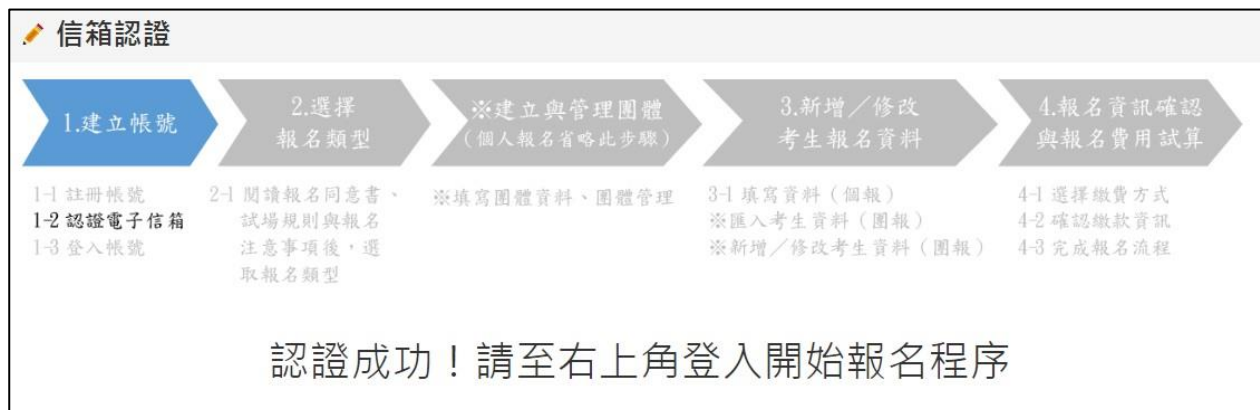 信箱認證
1.建立帳號
2.選擇
報名類型
※建立與管理團體
(個人報名省略此步驟)
3.新增／修改
考生報名資料
4.報名資訊確認
與報名費用試算
1-1 註冊帳號
1-2 認證電子信箱
1-3 登入帳號
2-1 閱讀報名同意書、
試場規則與報名
注意事項後，選
取報名類型
※填寫團體資料、團體管理
3-1 填寫資料（個報）
※匯入考生資料（團報）
※新增／修改考生資料（團報）
4-1 選擇繳費方式
4-2 確認繳款資訊
4-3 完成報名流程
認證成功！請至右上角登入開始報名程序